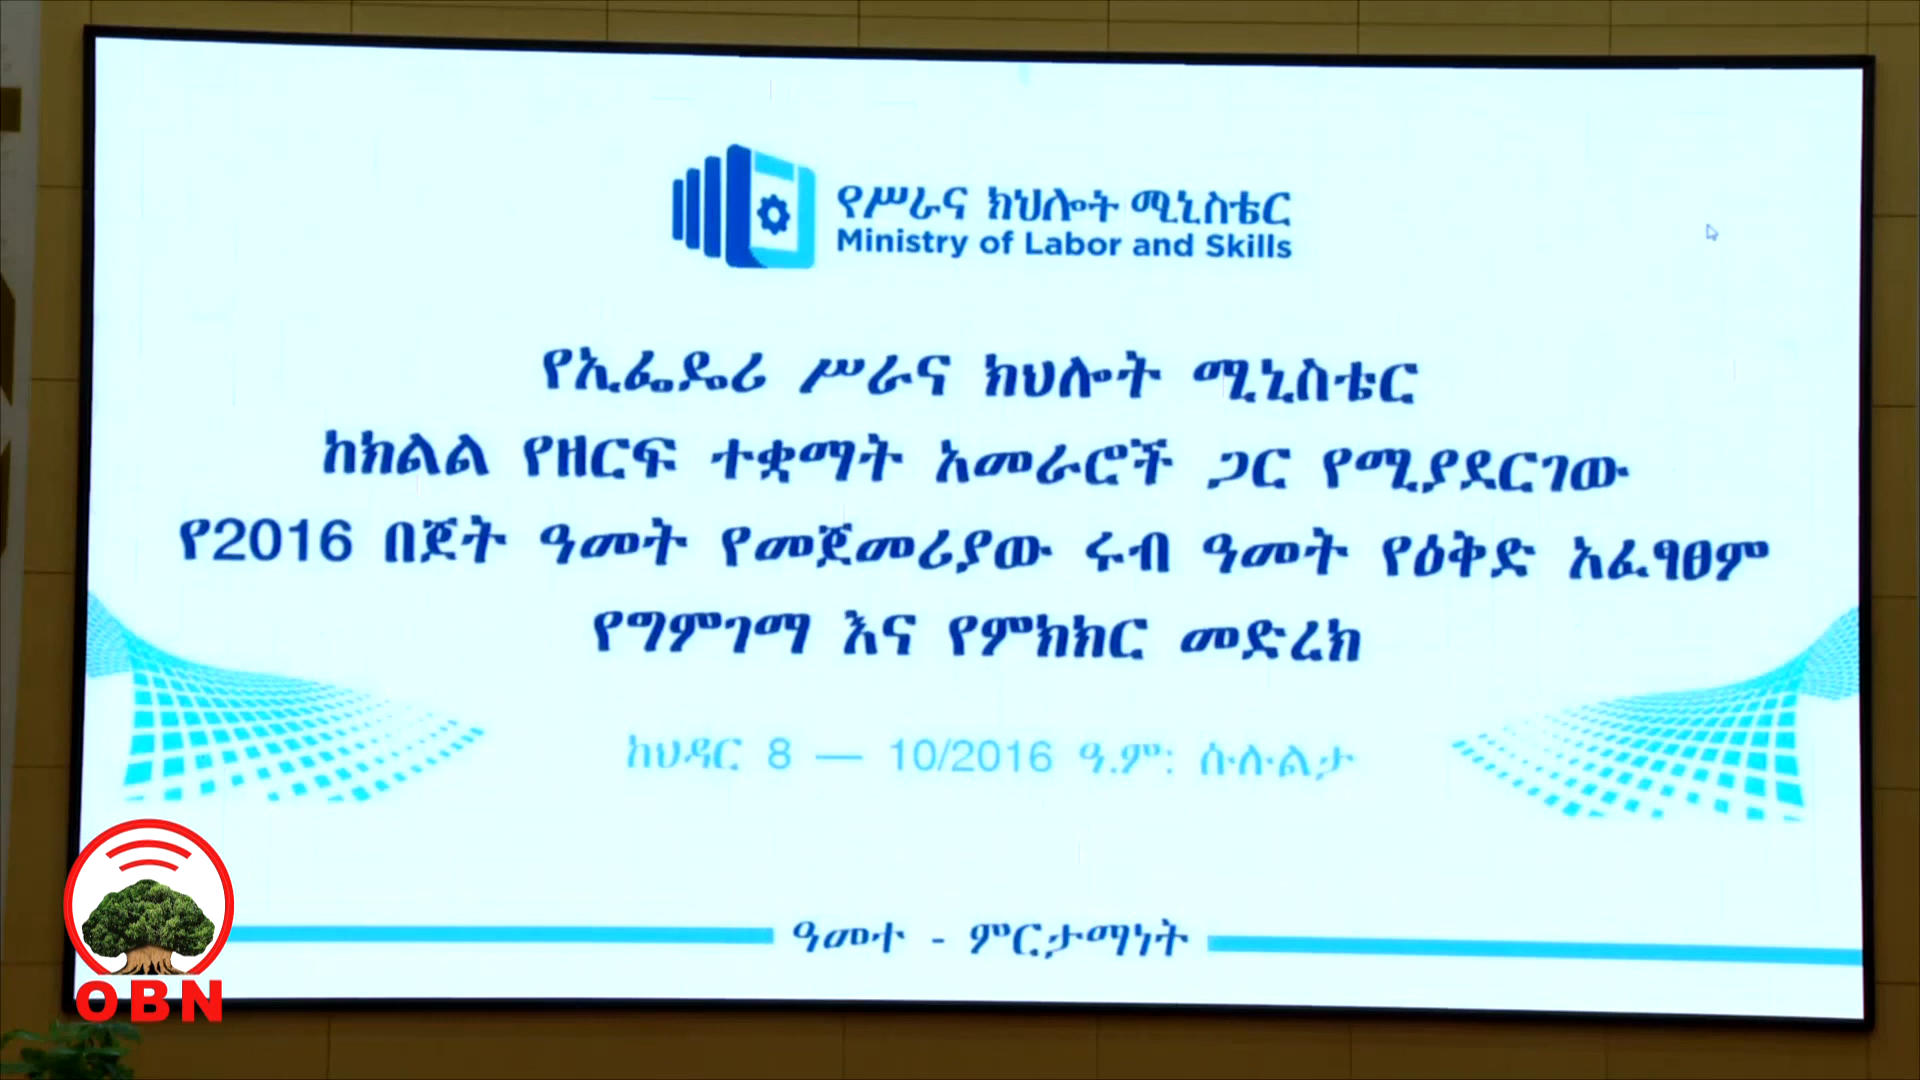 የሥራና ክህሎት ሚኒስቴር
Ministry of Labor and Skills
የኢፌዴሪ ሥራና ክህሎት ሚኒስቴር
ከክልል የዘርፍ ተቋማት አመራሮች ጋር የሚያደርገው
የ2016 በጀት ዓመት የመጀመሪያው ሩብ ዓመት የዕቅድ አፈፃፀም
የግምገማ እና የምክክር መድረክ
ከህዳር 8 — 10/2016 ዓ.ም: ሱሉልታ
ዓመተ - ምርታማነት
OBN